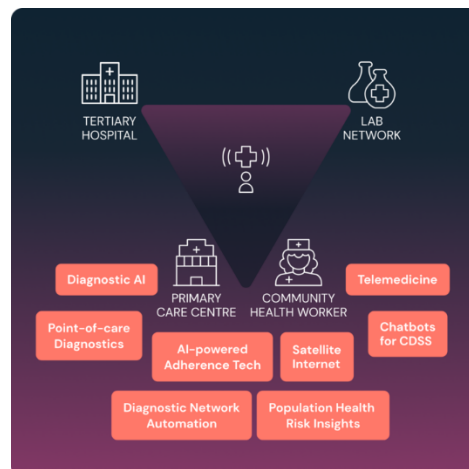 TERTIARY
HOSPITAL
LAB
NETWORK
PRIMARY
CARE CENTRE
COMMUNITY
HEALTH WORKER
Diagnostic AI
Telemedicine
Point-of-care
Diagnostics
Chatbots
for CDSS
AI-powered
Adherence Tech
Satellite
Internet
Diagnostic Network
Automation
Population Health
Risk Insights